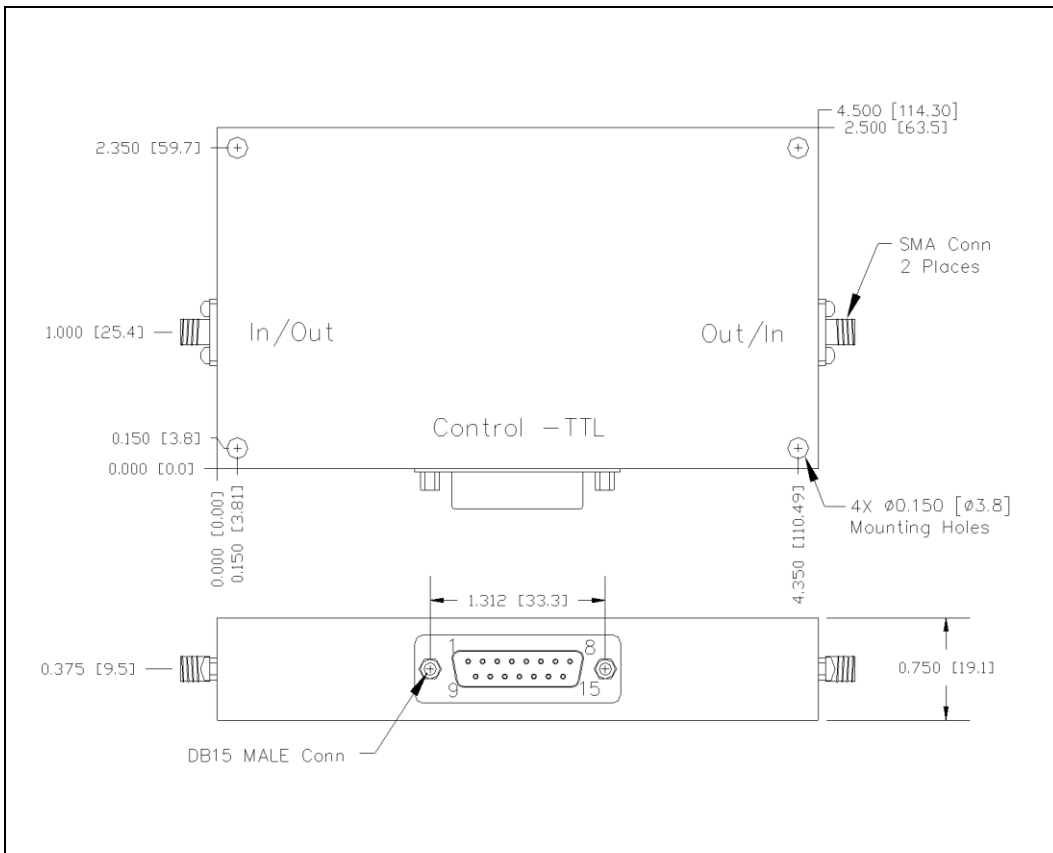 4.500 [114.30]
2.500 [63.5]
2.350 [59.7]
SMA Conn
2 Places
1.000 [25.4]
In/Out
Out/In
Control -TTL
0.150 [3.8]
0.000 [0.0]
0.000 [0.00]
0.150 [3.81]
4.350 [110.49]
4X ø0.150 [ø3.8]
Mounting Holes
1.312 [33.3]
1
8
0.375 [9.5]
0.750 [19.1]
9
15
DB15 MALE Conn